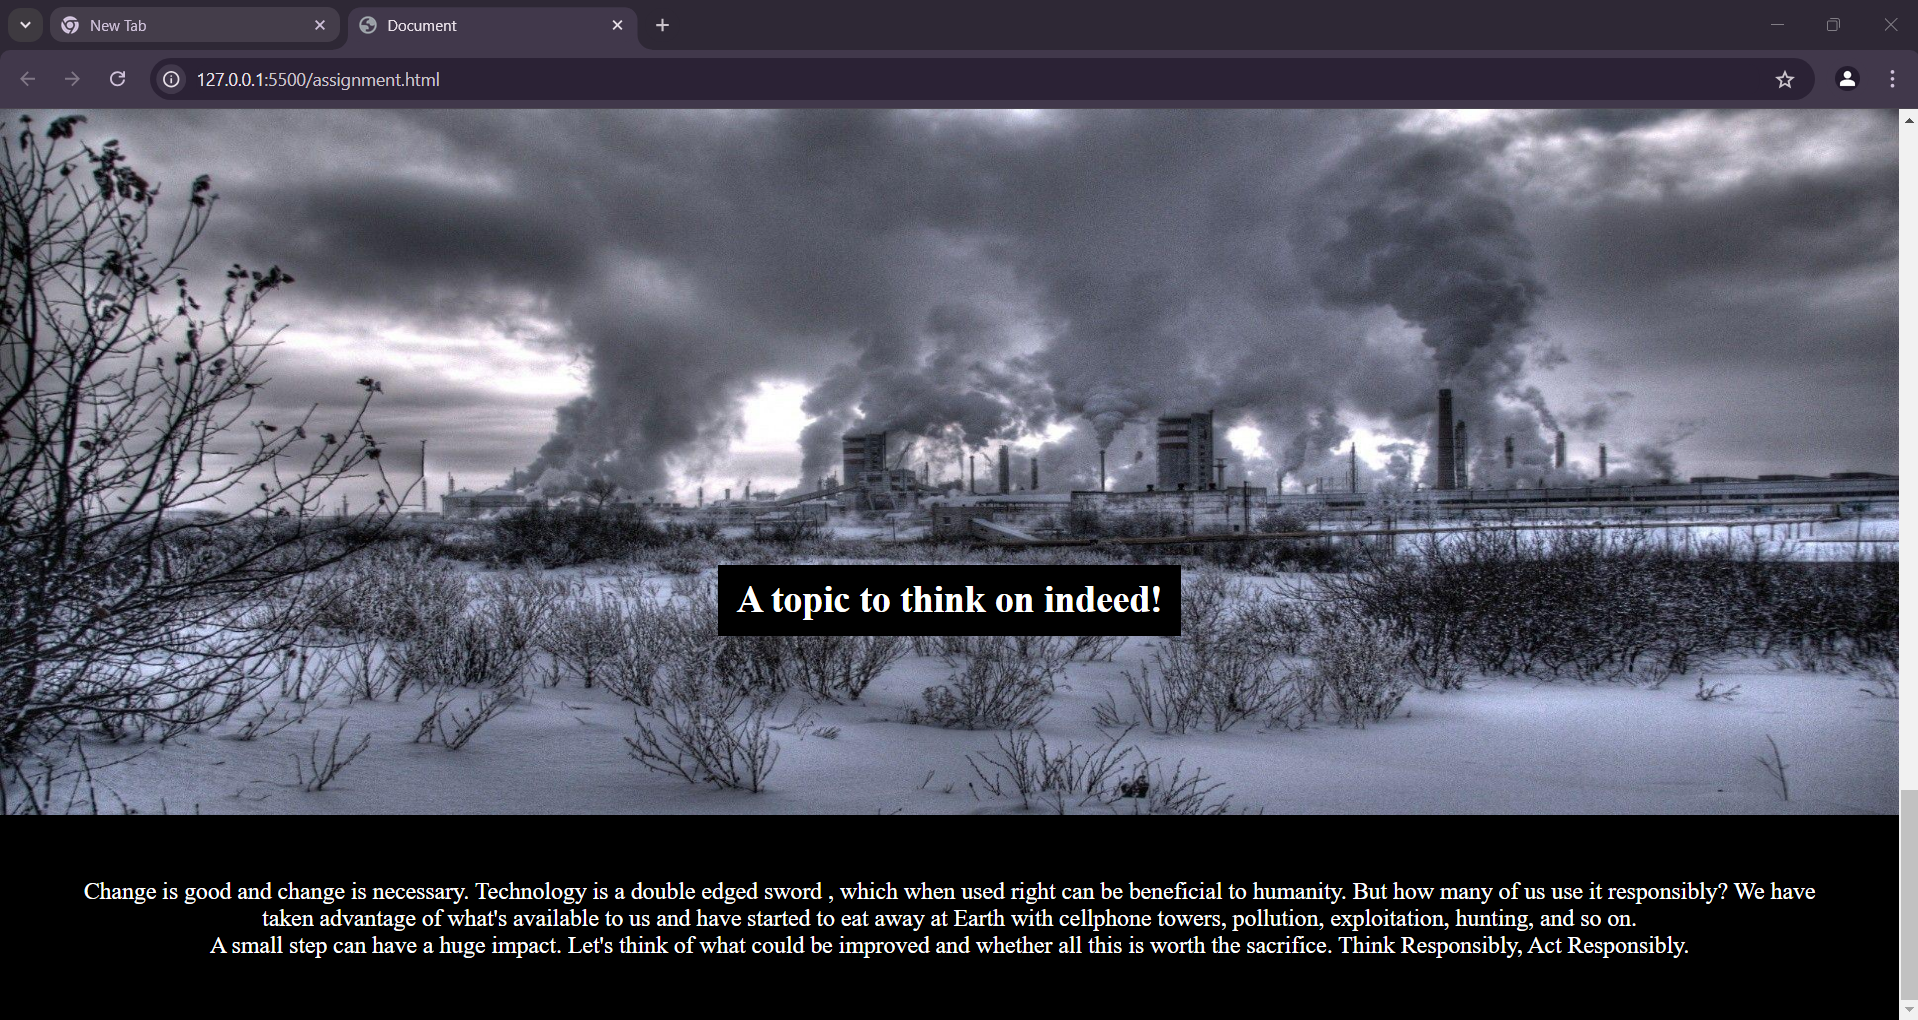 New Tab
Document
127.0.0.1:5500/assignment.html
A topic to think on indeed!
Change is good and change is necessary. Technology is a double edged sword , which when used right can be beneficial to humanity. But how many of us use it responsibly? We have
taken advantage of what's available to us and have started to eat away at Earth with cellphone towers, pollution, exploitation, hunting, and so on.
A small step can have a huge impact. Let's think of what could be improved and whether all this is worth the sacrifice. Think Responsibly, Act Responsibly.